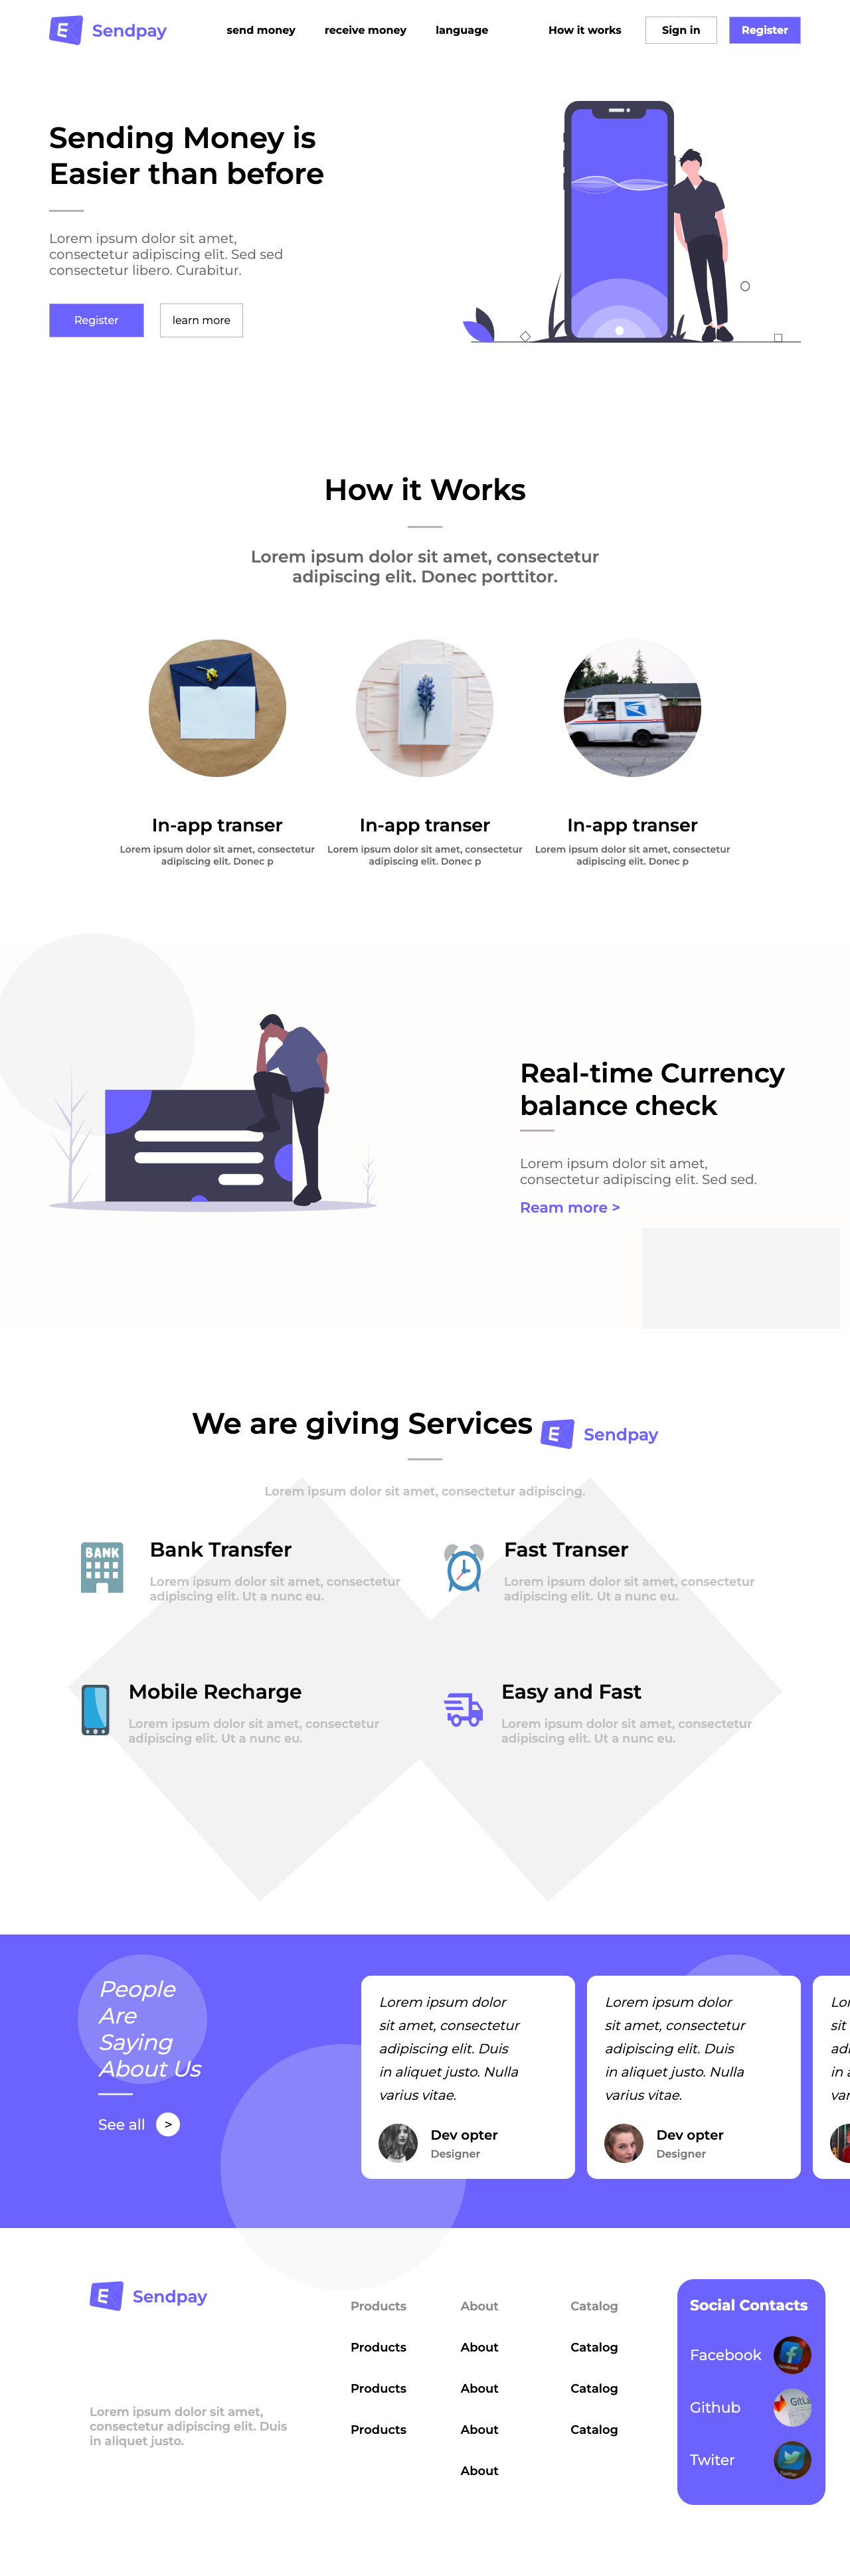 E Sendpay
send money
receive money
language
How it works
Sign in
Register
Sending Money is
Easier than before
Lorem ipsum dolor sit amet,
consectetur adipiscing elit. Sed sed
consectetur libero. Curabitur.
Register
learn more
How it Works
Lorem ipsum dolor sit amet, consectetur
adipiscing elit. Donec porttitor.
In-app transer
Lorem ipsum dolor sit amet, consectetur
adipiscing elit. Donec p
In-app transer
Lorem ipsum dolor sit amet, consectetur
adipiscing elit. Donec p
In-app transer
Lorem ipsum dolor sit amet, consectetur
adipiscing elit. Donec p
Real-time Currency
balance check
Lorem ipsum dolor sit amet,
consectetur adipiscing elit. Sed sed.
Ream more >
We are giving Services E Sendpay
Lorem ipsum dolor sit amet, consectetur adipiscing.
BANK
Bank Transfer
Lorem ipsum dolor sit amet, consectetur
adipiscing elit. Ut a nunc eu.
Fast Transer
Lorem ipsum dolor sit amet, consectetur
adipiscing elit. Ut a nunc eu.
Mobile Recharge
Lorem ipsum dolor sit amet, consectetur
adipiscing elit. Ut a nunc eu.
Easy and Fast
Lorem ipsum dolor sit amet, consectetur
adipiscing elit. Ut a nunc eu.
People
Are
Saying
About Us
See all >
Lorem ipsum dolor
sit amet, consectetur
adipiscing elit. Duis
in aliquet justo. Nulla
varius vitae.
Dev opter
Designer
Lorem ipsum dolor
sit amet, consectetur
adipiscing elit. Duis
in aliquet justo. Nulla
varius vitae.
Dev opter
Designer
E Sendpay
Lorem ipsum dolor sit amet,
consectetur adipiscing elit. Duis
in aliquet justo.
Products
Products
Products
Products
About
About
About
About
About
Catalog
Catalog
Catalog
Catalog
Social Contacts
Facebook
Github
Twiter